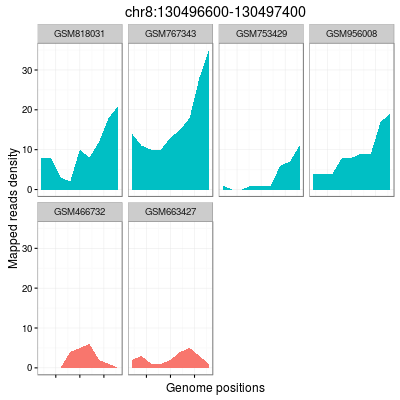 chr8:130496600-130497400
GSM818031 GSM767343 GSM753429 GSM956008
30
20
10
0
GSM466732 GSM663427
30
20
10
0
Mapped reads density
Genome positions